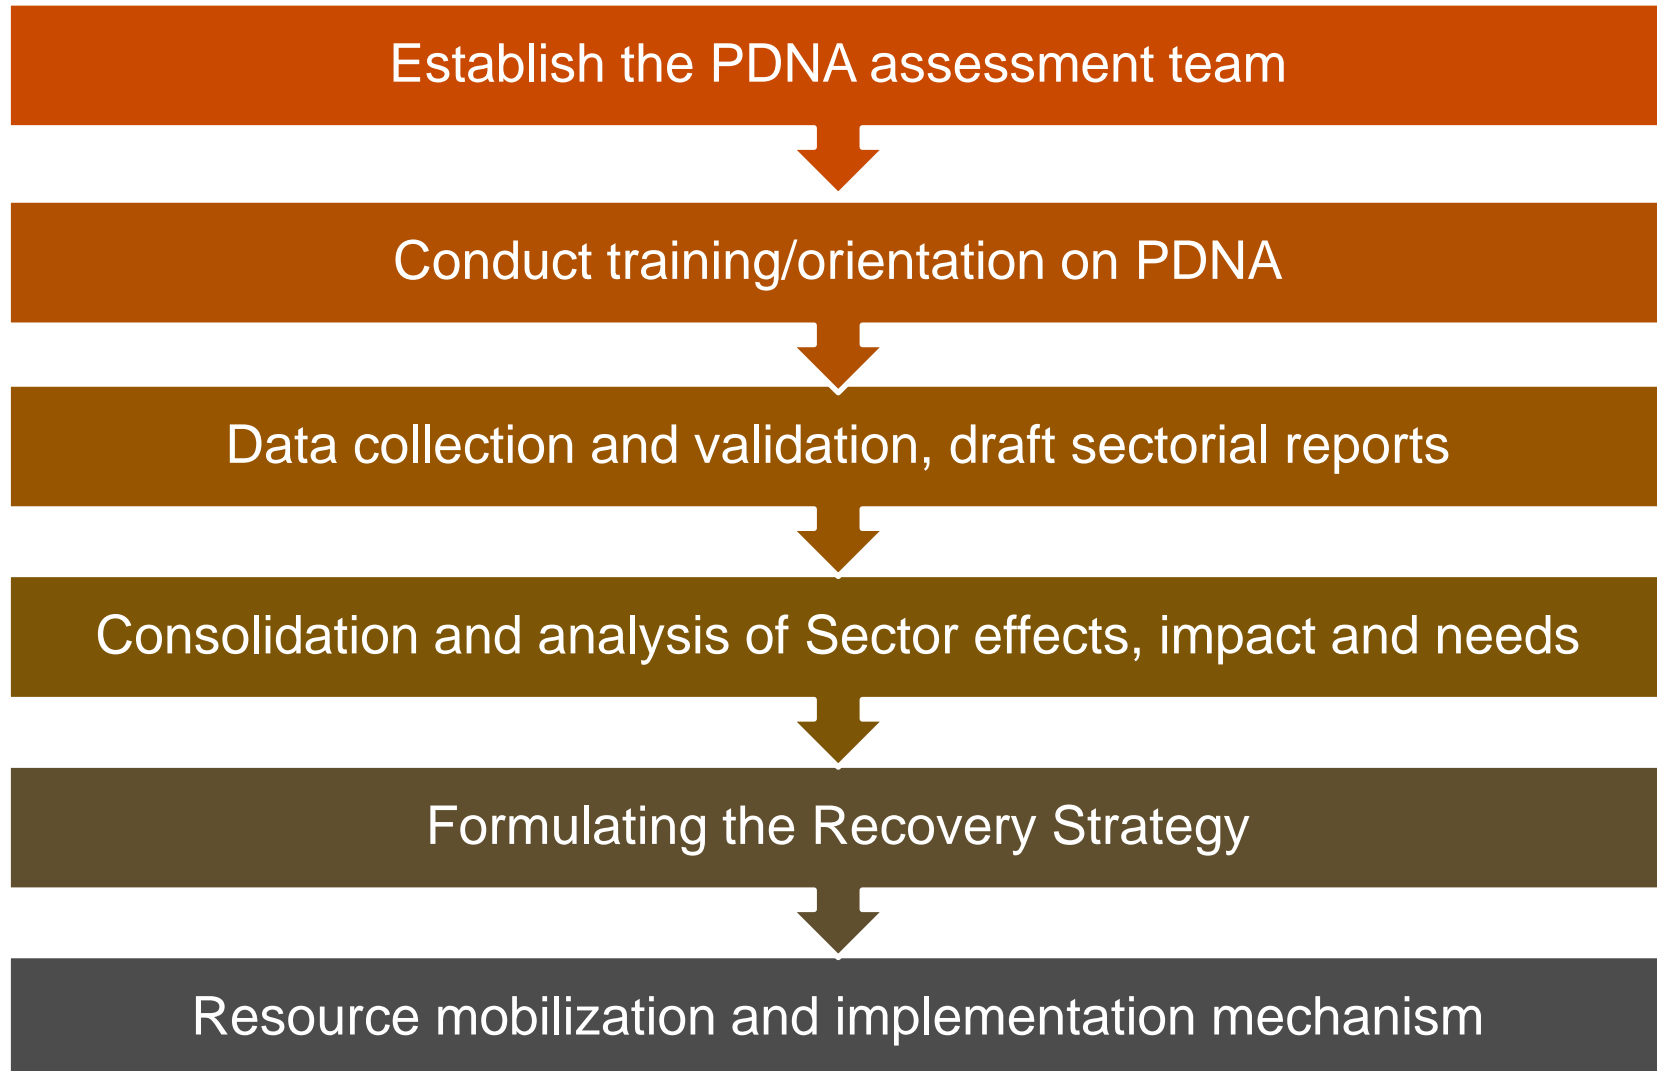 Establish the PDNA assessment team
Conduct training/orientation on PDNA
Data collection and validation, draft sectorial reports
Consolidation and analysis of Sector effects, impact and needs
Formulating the Recovery Strategy
Resource mobilization and implementation mechanism